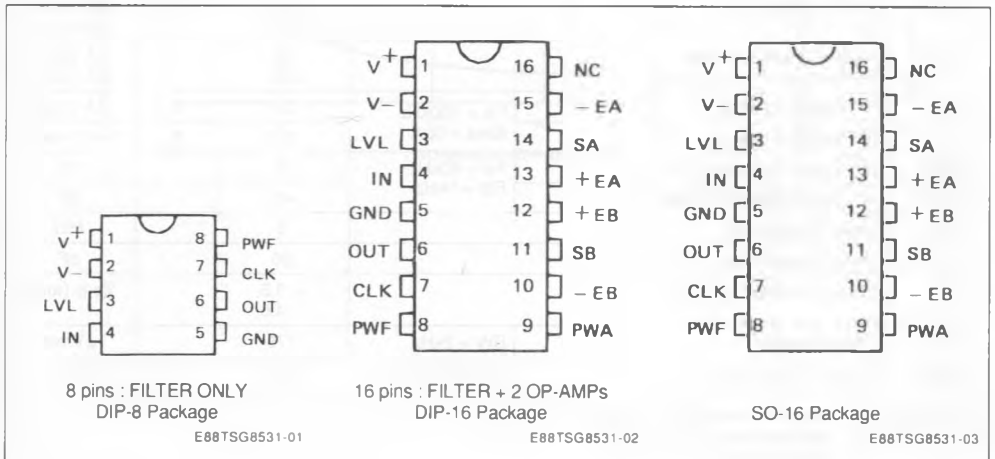 V+ 1 8 PWF
V− 2 7 CLK
LVL 3 6 OUT
IN 4 5 GND
8 pins : FILTER ONLY
DIP-8 Package
E88TSG8531-01
V+ 1 16 NC
V− 2 15 − EA
LVL 3 14 SA
IN 4 13 + EA
GND 5 12 + EB
OUT 6 11 SB
CLK 7 10 − EB
PWF 8 9 PWA
16 pins : FILTER + 2 OP-AMPs
DIP-16 Package
E88TSG8531-02
V+ 1 16 NC
V− 2 15 − EA
LVL 3 14 SA
IN 4 13 + EA
GND 5 12 + EB
OUT 6 11 SB
CLK 7 10 − EB
PWF 8 9 PWA
SO-16 Package
E88TSG8531-03